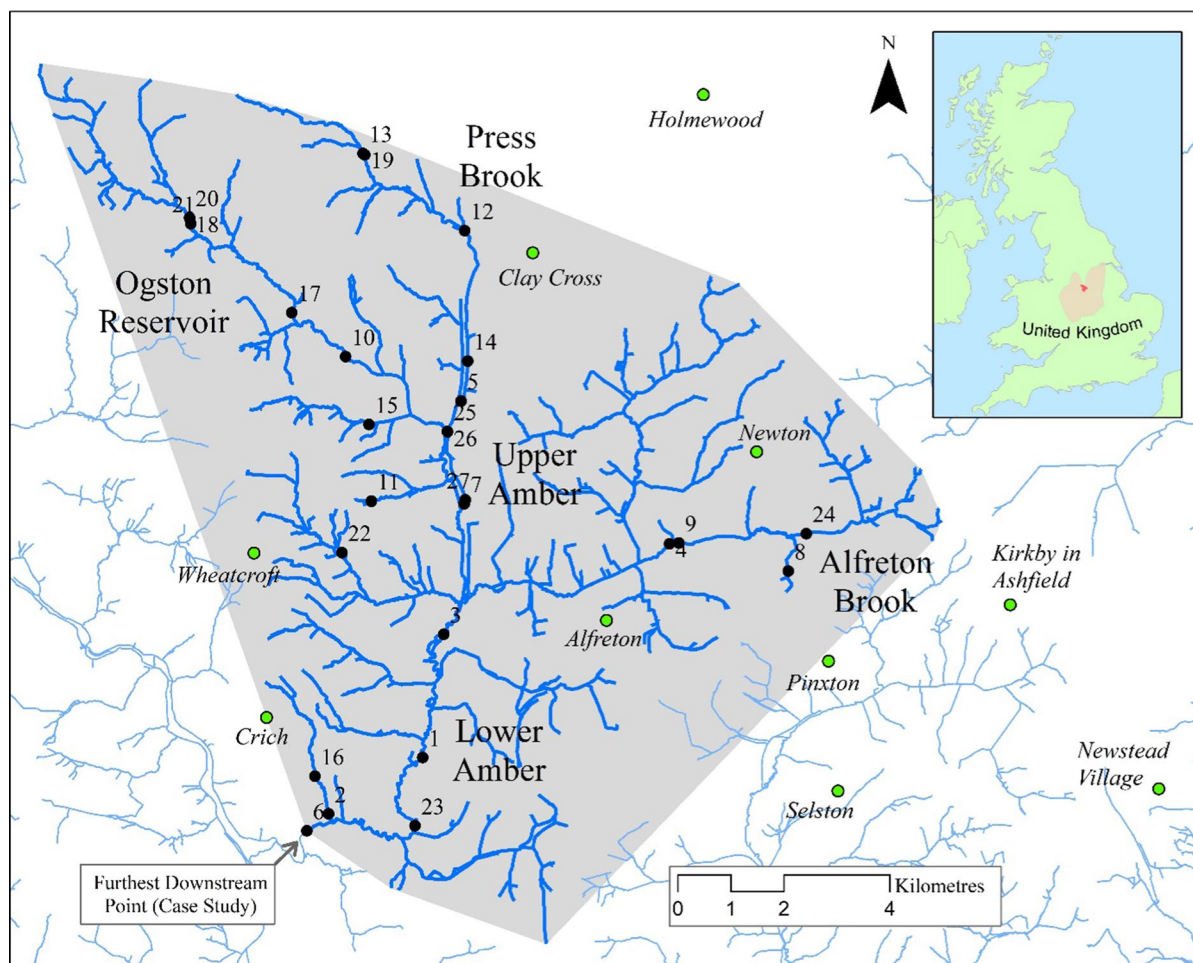 N
Holmewood
13
19
Press
Brook
12
20
21
18
Clay Cross
Ogston
Reservoir
17
10
14
5
15
25
26
Upper
Amber
Newton
11
27
7
22
9
4
24
8
Wheatcroft
Alfreton
Brook
Kirkby in
Ashfield
3
Alfreton
Pinxton
Crich
1
Lower
Amber
Newstead
Village
16
2
6
23
Selston
Furthest Downstream
Point (Case Study)
Kilometres
0 1 2 4
United Kingdom